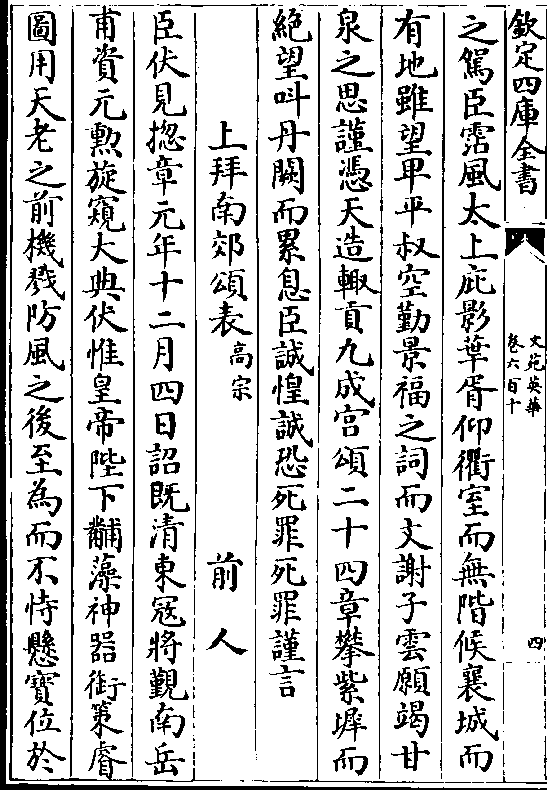 欽定四庫全書
文苑英華
卷六百十
四
之駕臣霑風太上庇影華胥仰衢室而無階候襄城而
有地雖望甲平叔空勤景福之詞而文謝子雲願竭甘
泉之思謹憑天造輙貢九成宮頌二十四章攀紫墀而
絶望呌丹闕而累息臣誠惶誠恐死罪死罪謹言
上拜南郊頌表 高宗 前人
臣伏見揔章元年十二月四日詔既清東寇將覲南岳
甫資元勲旋窺大典伏惟皇帝陛下黼藻神器銜策睿
圖用天老之前機戮防風之後至為而不恃懸寶位於